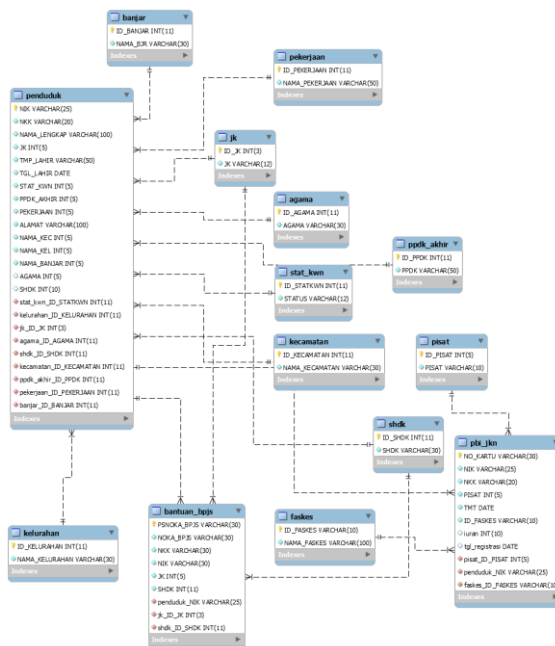 banjar
ID_BANJAR INT(11)
NAMA_BJR VARCHAR(30)
Indexes
pekerjaan
ID_PEKERJAAN INT(11)
NAMA_PEKERJAAN VARCHAR(50)
Indexes
penduduk
NIK VARCHAR(25)
NKK VARCHAR(20)
NAMA_LENGKAP VARCHAR(100)
JK INT(5)
TMP_LAHIR VARCHAR(50)
TGL_LAHIR DATE
STAT_KWN INT(5)
PPDK_AKHIR INT(5)
PEKERJAAN INT(5)
ALAMAT VARCHAR(100)
NAMA_KEC INT(5)
NAMA_KEL INT(5)
NAMA_BANJAR INT(5)
AGAMA INT(5)
SHDK INT(10)
stat_kwn_ID_STATKWN INT(11)
kelurahan_ID_KELURAHAN INT(11)
jk_ID_JK INT(3)
agama_ID_AGAMA INT(11)
shdk_ID_SHDK INT(11)
kecamatan_ID_KECAMATAN INT(11)
ppdk_akhir_ID_PPDK INT(11)
pekerjaan_ID_PEKERJAAN INT(11)
banjar_ID_BANJAR INT(11)
Indexes
jk
ID_JK INT(3)
JK VARCHAR(12)
Indexes
agama
ID_AGAMA INT(11)
AGAMA VARCHAR(30)
Indexes
ppdk_akhir
ID_PPDK INT(11)
PPDK VARCHAR(50)
Indexes
stat_kwn
ID_STATKWN INT(11)
STATUS VARCHAR(12)
Indexes
kecamatan
ID_KECAMATAN INT(11)
NAMA_KECAMATAN VARCHAR(30)
Indexes
pisat
ID_PISAT INT(5)
PISAT VARCHAR(18)
Indexes
shdk
ID_SHDK INT(11)
SHDK VARCHAR(30)
Indexes
pbi_jkn
NO_KARTU VARCHAR(30)
NIK VARCHAR(25)
NKK VARCHAR(20)
PISAT INT(5)
TMT DATE
ID_FASKES VARCHAR(10)
iuran INT(10)
tgl_registrasi DATE
pisat_ID_PISAT INT(5)
penduduk_NIK VARCHAR(25)
faskes_ID_FASKES VARCHAR(10
Indexes
kelurahan
ID_KELURAHAN INT(11)
NAMA_KELURAHAN VARCHAR(30)
Indexes
bantuan_bpjs
PSNOKA_BPJS VARCHAR(30)
NOKA_BPJS VARCHAR(30)
NKK VARCHAR(30)
NIK VARCHAR(30)
JK INT(5)
SHDK INT(11)
penduduk_NIK VARCHAR(25)
jk_ID_JK INT(3)
shdk_ID_SHDK INT(11)
Indexes
faskes
ID_FASKES VARCHAR(10)
NAMA_FASKES VARCHAR(100)
Indexes